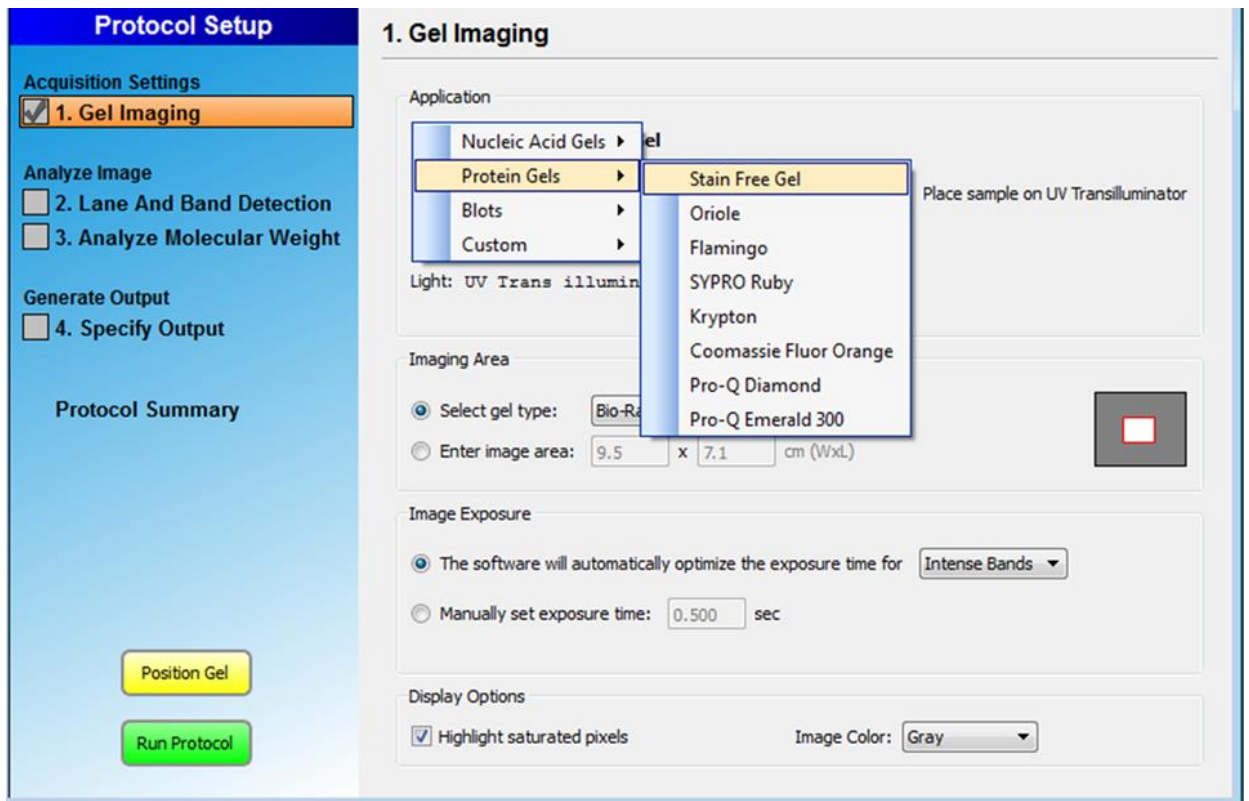 Protocol Setup
Acquisition Settings
1. Gel Imaging
Analyze Image
2. Lane And Band Detection
3. Analyze Molecular Weight
Generate Output
4. Specify Output
Protocol Summary
Position Gel
Run Protocol
1. Gel Imaging
Application
Nucleic Acid Gels
Protein Gels
Blots
Custom
Stain Free Gel
Oriole
Flamingo
SYPRO Ruby
Krypton
Coomassie Fluor Orange
Pro-Q Diamond
Pro-Q Emerald 300
Place sample on UV Transilluminator
Light: UV Trans illumin
Imaging Area
Select gel type: Bio-Ra
Enter image area: 9.5 x 7.1 cm (WxL)
Image Exposure
The software will automatically optimize the exposure time for Intense Bands
Manually set exposure time: 0.500 sec
Display Options
Highlight saturated pixels Image Color: Gray